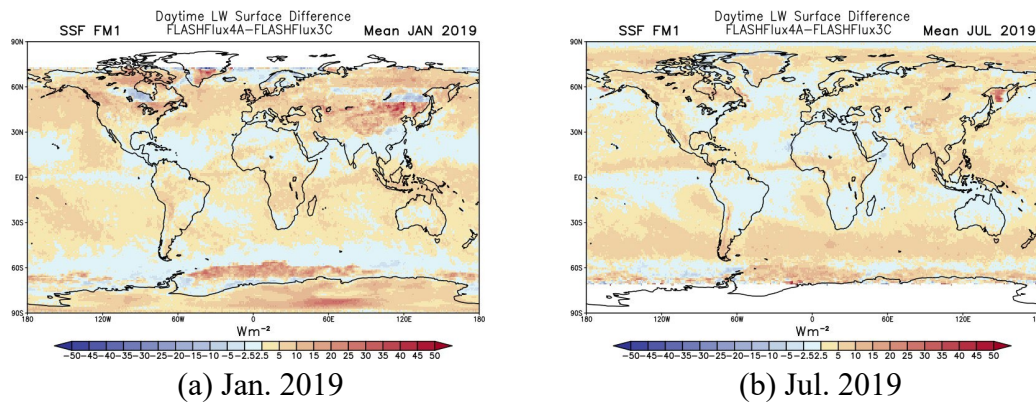 Daytime LW Surface Difference
SSF FM1 FLASHFlux4A−FLASHFlux3C Mean JAN 2019
90N
60N
30N
EQ
30S
60S
90S
180 120W 60W 0 60E 120E 180
Wm⁻²
−50−45−40−35−30−25−20−15−10−5−2.52.5 5 10 15 20 25 30 35 40 45 50
(a) Jan. 2019
Daytime LW Surface Difference
SSF FM1 FLASHFlux4A−FLASHFlux3C Mean JUL 2019
90N
60N
30N
EQ
30S
60S
90S
180 120W 60W 0 60E 120E 18
Wm⁻²
−50−45−40−35−30−25−20−15−10−5−2.52.5 5 10 15 20 25 30 35 40 45 50
(b) Jul. 2019